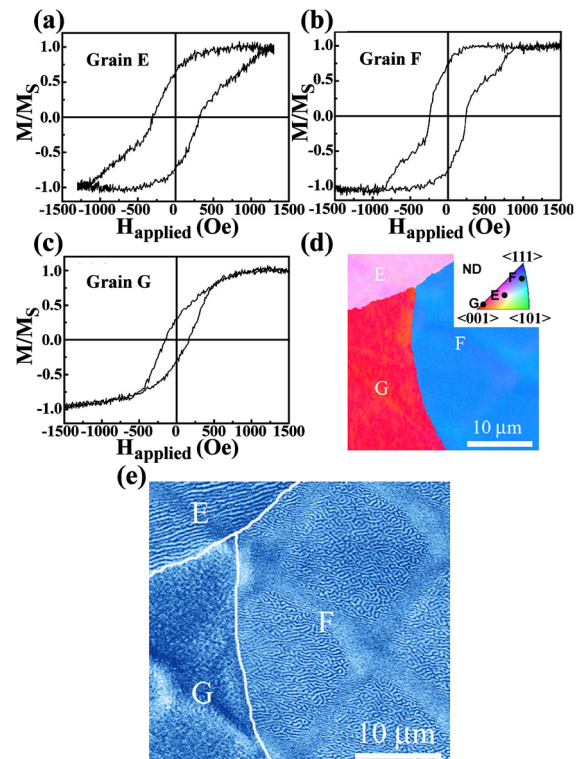 (a)
Grain E
M/M_S
1.0
0.5
0.0
-0.5
-1.0
-1500 -1000 -500 0 500 1000 1500
H_applied (Oe)
(b)
Grain F
1.0
0.5
0.0
-0.5
-1.0
-1500 -1000 -500 0 500 1000 1500
H_applied (Oe)
(c)
Grain G
M/M_S
1.0
0.5
0.0
-0.5
-1.0
-1500 -1000 -500 0 500 1000 1500
H_applied (Oe)
(d)
E
F
G
ND
<111>
F
E
G
<001> <101>
10 µm
(e)
E
F
G
10 µm